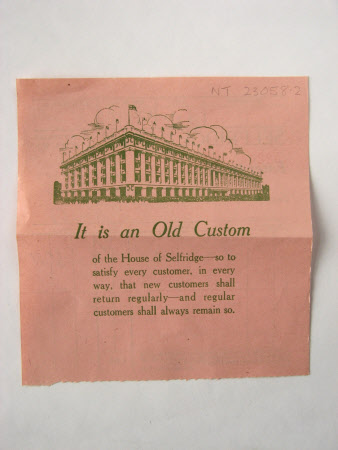 NT 23058·2
It is an Old Custom
of the House of Selfridge—so to
satisfy every customer, in every
way, that new customers shall
return regularly—and regular
customers shall always remain so.